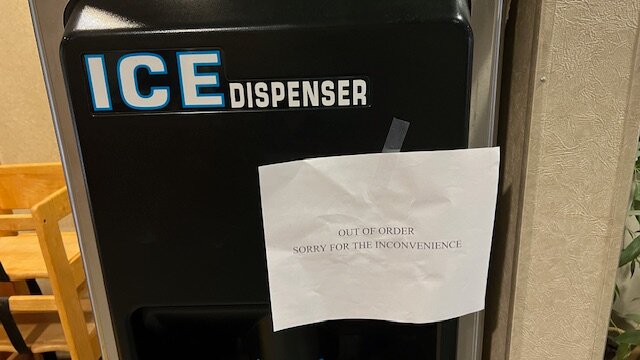 ICE DISPENSER
OUT OF ORDER
SORRY FOR THE INCONVENIENCE